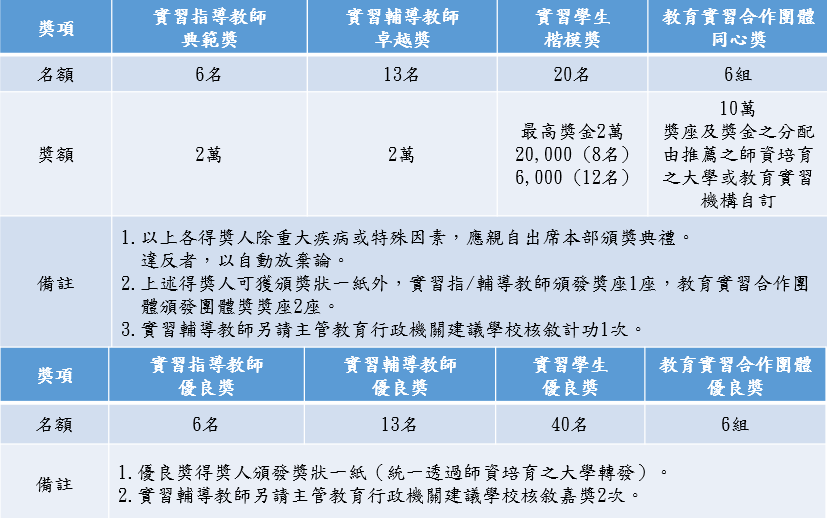 獎項
實習指導教師
典範獎
實習輔導教師
卓越獎
實習學生
楷模獎
教育實習合作團體
同心獎
名額
6名
13名
20名
6組
獎額
2萬
2萬
最高獎金2萬
20,000 (8名)
6,000 (12名)
10萬
獎座及獎金之分配
由推薦之師資培育
之大學或教育實習
機構自訂
備註
1.以上各得獎人除重大疾病或特殊因素，應親自出席本部頒獎典禮。
違反者，以自動放棄論。
2.上述得獎人可獲頒獎狀一紙外，實習指/輔導教師頒發獎座1座，教育實習合作團
體頒發團體獎獎座2座。
3.實習輔導教師另請主管教育行政機關建議學校核敘計功1次。
獎項
實習指導教師
優良獎
實習輔導教師
優良獎
實習學生
優良獎
教育實習合作團體
優良獎
名額
6名
13名
40名
6組
備註
1.優良獎得獎人頒發獎狀一紙（統一透過師資培育之大學轉發）。
2.實習輔導教師另請主管教育行政機關建議學校核敘嘉獎2次。